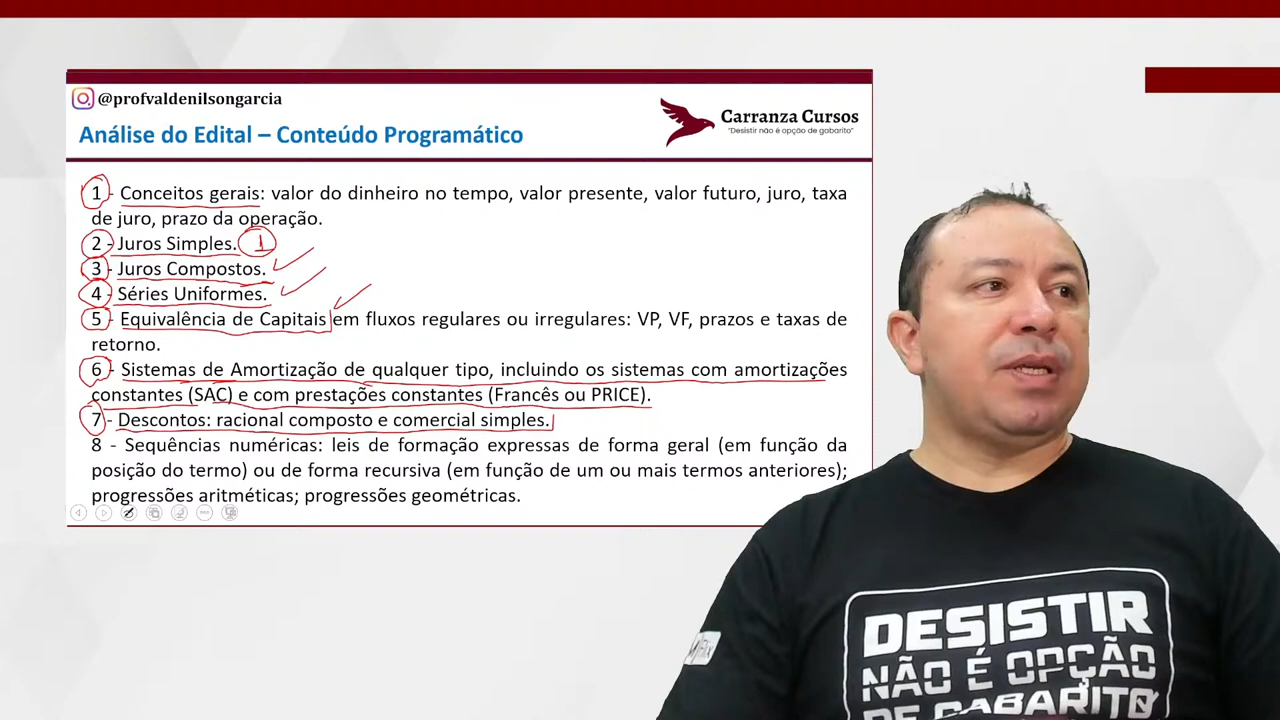 @profvaldenilsongarcia
Carranza Cursos
"Desistir não é opção de gabarito"
Análise do Edital – Conteúdo Programático
1 - Conceitos gerais: valor do dinheiro no tempo, valor presente, valor futuro, juro, taxa
de juro, prazo da operação.
2 - Juros Simples. 1
3 - Juros Compostos.
4 - Séries Uniformes.
5 - Equivalência de Capitais em fluxos regulares ou irregulares: VP, VF, prazos e taxas de
retorno.
6 - Sistemas de Amortização de qualquer tipo, incluindo os sistemas com amortizações
constantes (SAC) e com prestações constantes (Francês ou PRICE).
7 - Descontos: racional composto e comercial simples.
8 - Sequências numéricas: leis de formação expressas de forma geral (em função da
posição do termo) ou de forma recursiva (em função de um ou mais termos anteriores);
progressões aritméticas; progressões geométricas.
DESISTIR
NÃO É OPÇÃO
DE GABARITO